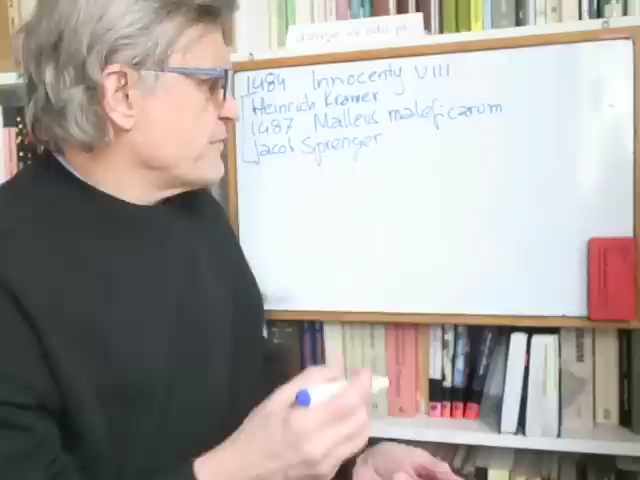 1484 Innocenty VIII
Heinrich Kramer
1487 Malleus maleficarum
Jacob Sprenger